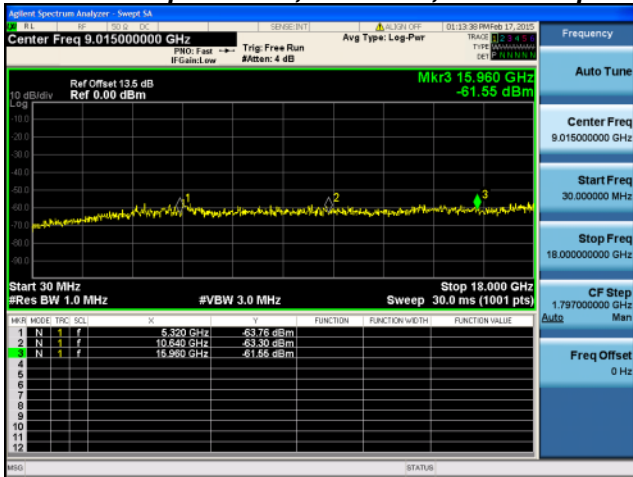 Agilent Spectrum Analyzer - Swept SA
RL RF 50 Ω DC SENSE:INT ALIGN OFF 01:13:38 PM Feb 17, 2015
Center Freq 9.015000000 GHz Avg Type: Log-Pwr TRACE 1 2 3 4 5 6
PNO: Fast Trig: Free Run TYPE
IFGain:Low #Atten: 4 dB DET P N N N N N
Mkr3 15.960 GHz
-61.55 dBm
Ref Offset 13.5 dB
10 dB/div Ref 0.00 dBm
Log
-10.0
-20.0
-30.0
-40.0
-50.0
-60.0
-70.0
-80.0
-90.0
1
2
3
Start 30 MHz Stop 18.000 GHz
#Res BW 1.0 MHz #VBW 3.0 MHz Sweep 30.0 ms (1001 pts)
MKR MODE TRC SCL X Y FUNCTION FUNCTION WIDTH FUNCTION VALUE
1 N 1 f 5.320 GHz -63.76 dBm
2 N 1 f 10.640 GHz -63.30 dBm
3 N 1 f 15.960 GHz -61.55 dBm
4
5
6
7
8
9
10
11
12
MSG STATUS
Frequency
Auto Tune
Center Freq
9.015000000 GHz
Start Freq
30.000000 MHz
Stop Freq
18.000000000 GHz
CF Step
1.797000000 GHz
Auto Man
Freq Offset
0 Hz